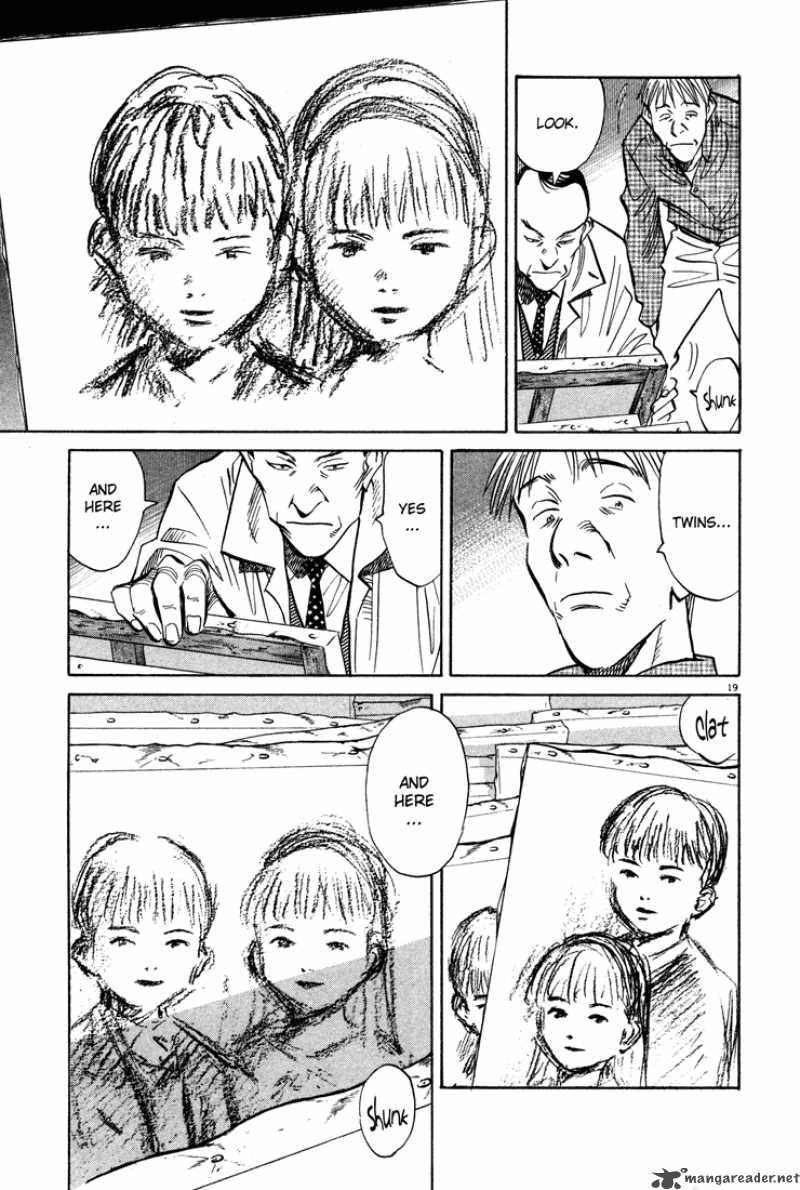 LOOK.
Shunk
TWINS...
YES
...
AND
HERE
...
19
Clat
AND
HERE
...
Shunk
mangareader.net